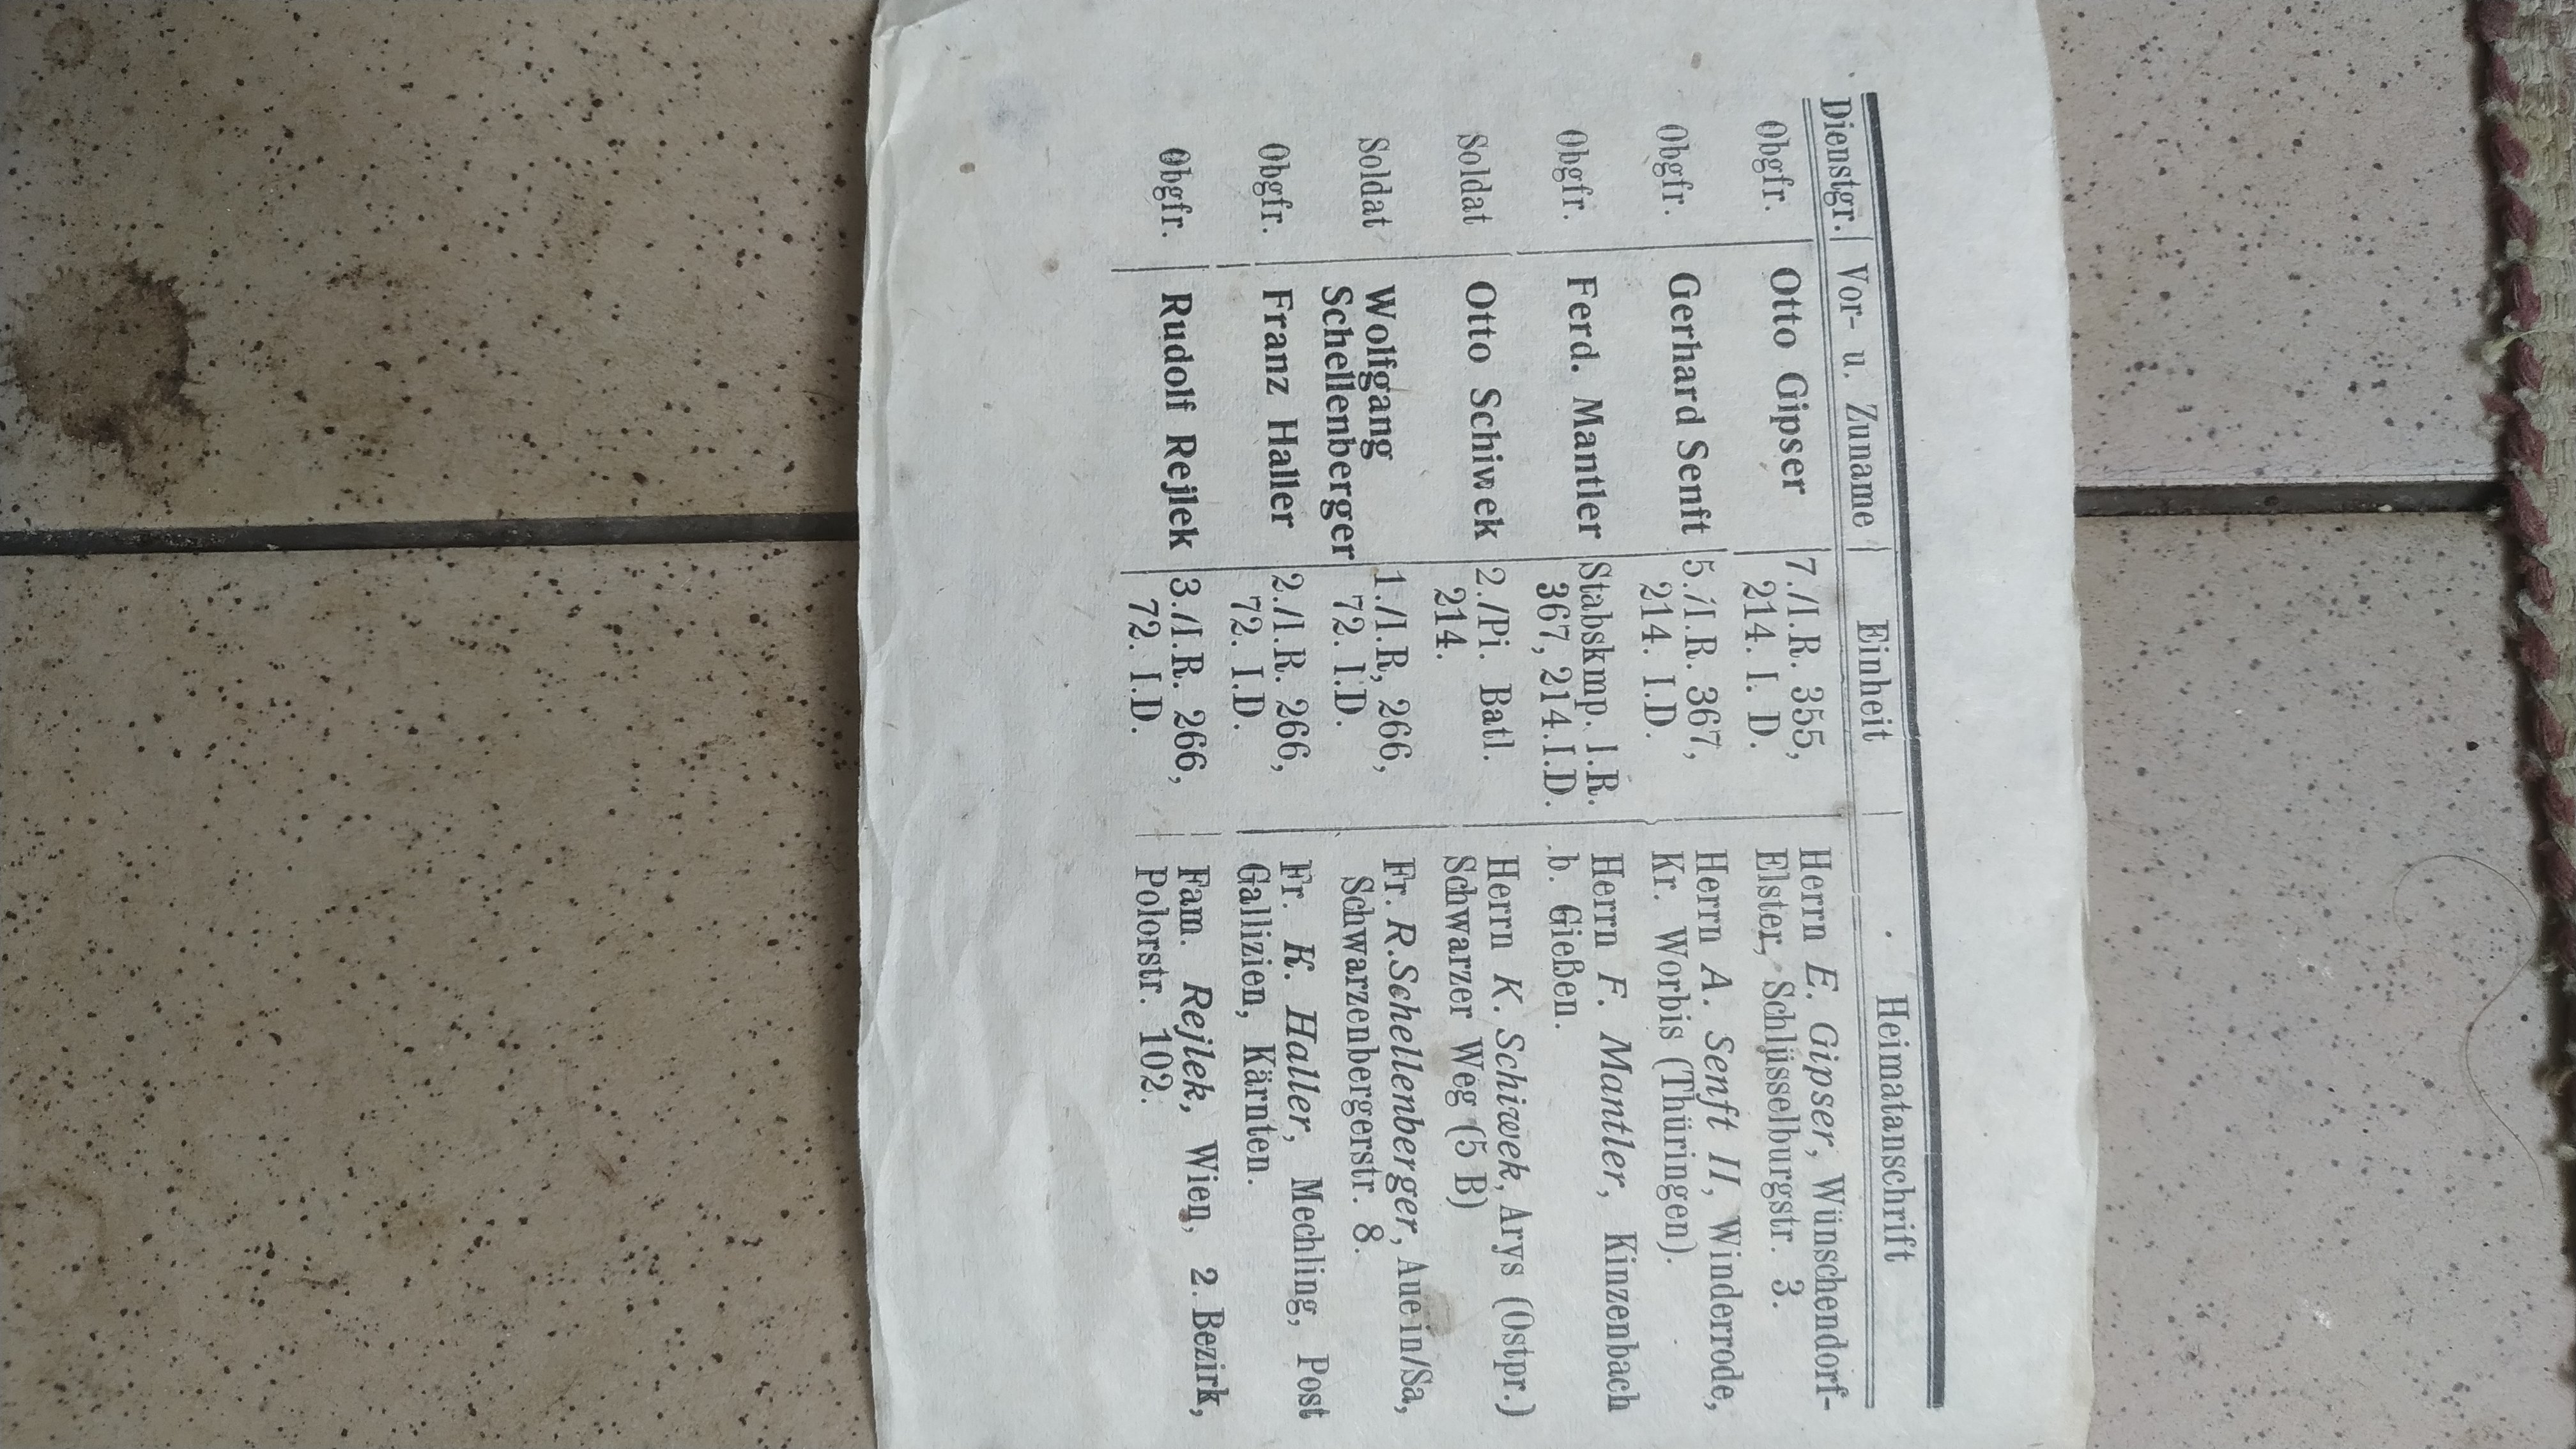 Dienstgr. | Vor- u. Zuname | Einheit | Heimatanschrift
Obgfr. Otto Gipser 7./I.R. 355, Herrn E. Gipser, Wünschendorf-
214. I. D. Elster, Schlüsselburgstr. 3.
Obgfr. Gerhard Senft 5./I.R. 367, Herrn A. Senft II, Winderrode,
214. I.D. Kr. Worbis (Thüringen).
Obgfr. Ferd. Mantler Stabskmp. I.R. Herrn F. Mantler, Kinzenbach
367, 214.I.D. b. Gießen.
Soldat Otto Schiwek 2./Pi. Batl. Herrn K. Schiwek, Arys (Ostpr.)
214. Schwarzer Weg (5 B)
Soldat Wolfgang 1./I.R, 266, Fr. R.Schellenberger, Aue in/Sa,
Schellenberger 72. I.D. Schwarzenbergerstr. 8.
Obgfr. Franz Haller 2./I.R. 266, Fr. K. Haller, Mechling, Post
72. I.D. Gallizien, Kärnten.
Obgfr. Rudolf Rejlek 3./I.R. 266, Fam. Rejlek, Wien, 2. Bezirk,
72. I.D. Polorstr. 102.